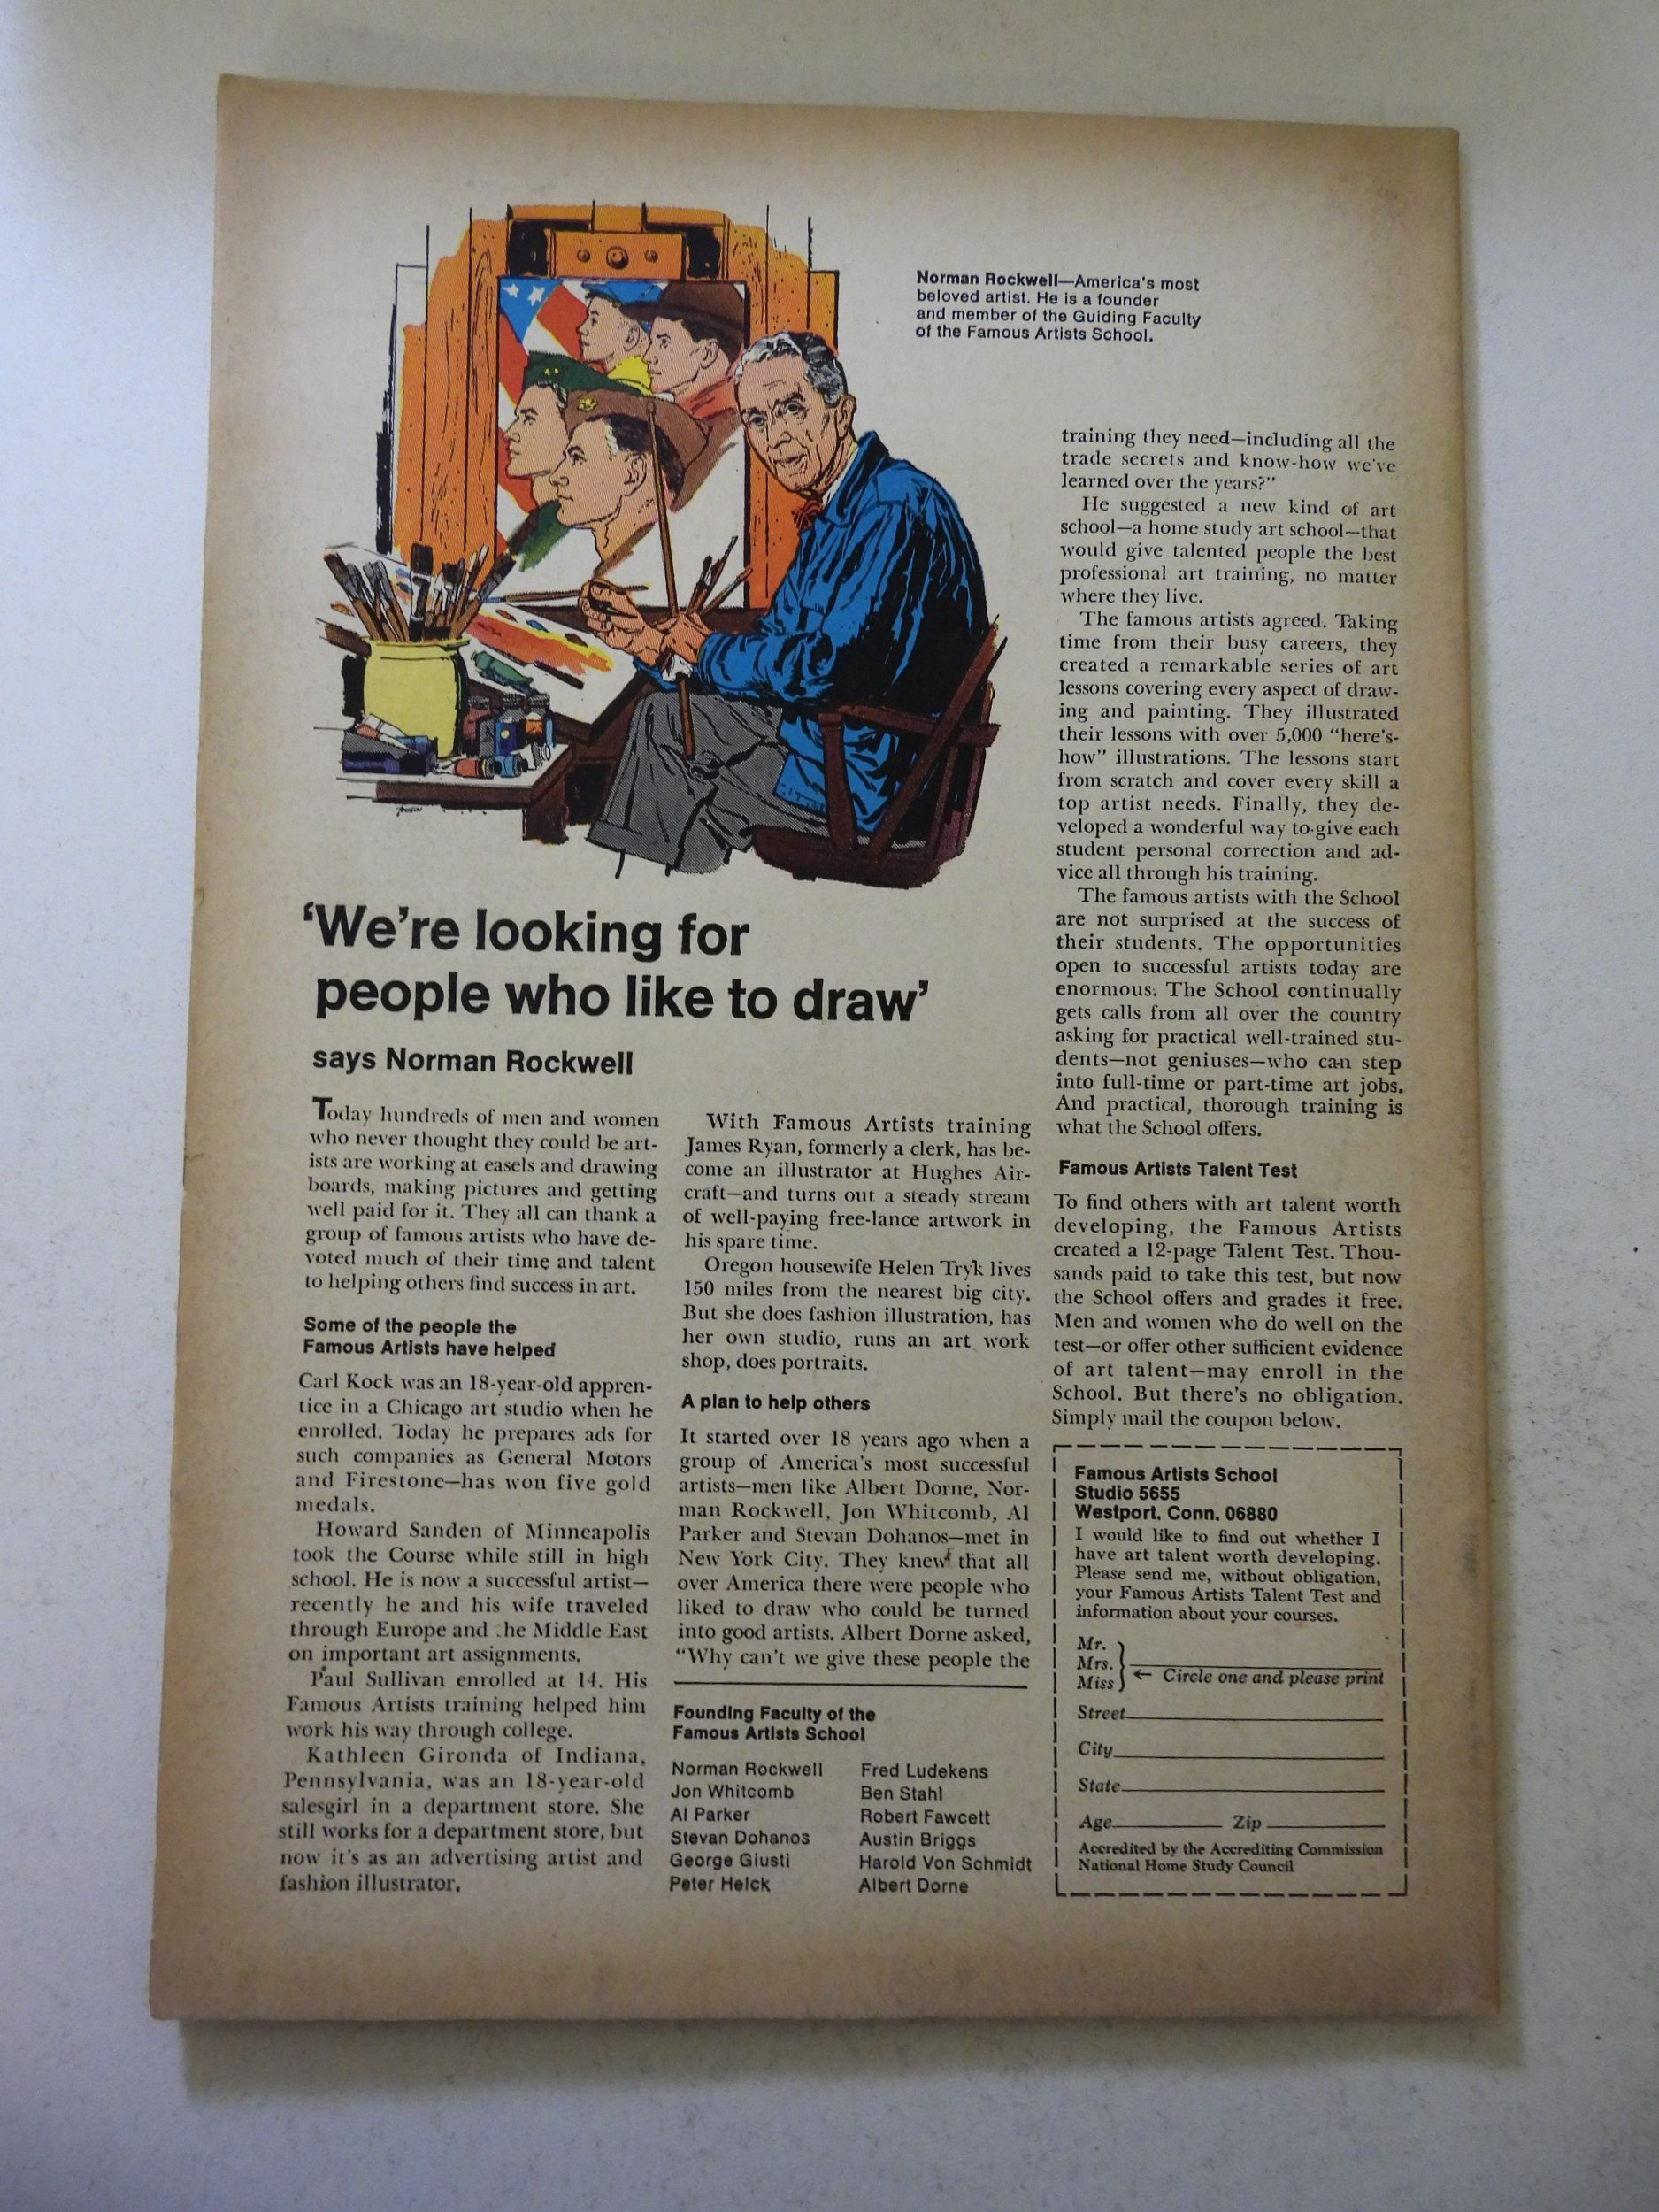 Norman Rockwell—America's most
beloved artist. He is a founder
and member of the Guiding Faculty
of the Famous Artists School.
‘We’re looking for
people who like to draw’
says Norman Rockwell
Today hundreds of men and women
who never thought they could be art-
ists are working at easels and drawing
boards, making pictures and getting
well paid for it. They all can thank a
group of famous artists who have de-
voted much of their time and talent
to helping others find success in art.
Some of the people the
Famous Artists have helped
Carl Kock was an 18-year-old appren-
tice in a Chicago art studio when he
enrolled. Today he prepares ads for
such companies as General Motors
and Firestone—has won five gold
medals.
Howard Sanden of Minneapolis
took the Course while still in high
school. He is now a successful artist—
recently he and his wife traveled
through Europe and the Middle East
on important art assignments.
Paul Sullivan enrolled at 14. His
Famous Artists training helped him
work his way through college.
Kathleen Gironda of Indiana,
Pennsylvania, was an 18-year-old
salesgirl in a department store. She
still works for a department store, but
now it's as an advertising artist and
fashion illustrator.
With Famous Artists training
James Ryan, formerly a clerk, has be-
come an illustrator at Hughes Air-
craft—and turns out a steady stream
of well-paying free-lance artwork in
his spare time.
Oregon housewife Helen Tryk lives
150 miles from the nearest big city.
But she does fashion illustration, has
her own studio, runs an art work
shop, does portraits.
A plan to help others
It started over 18 years ago when a
group of America's most successful
artists—men like Albert Dorne, Nor-
man Rockwell, Jon Whitcomb, Al
Parker and Stevan Dohanos—met in
New York City. They knew that all
over America there were people who
liked to draw who could be turned
into good artists. Albert Dorne asked,
“Why can't we give these people the
Founding Faculty of the
Famous Artists School
Norman Rockwell
Jon Whitcomb
Al Parker
Stevan Dohanos
George Giusti
Peter Helck
Fred Ludekens
Ben Stahl
Robert Fawcett
Austin Briggs
Harold Von Schmidt
Albert Dorne
training they need—including all the
trade secrets and know-how we've
learned over the years?”
He suggested a new kind of art
school—a home study art school—that
would give talented people the best
professional art training, no matter
where they live.
The famous artists agreed. Taking
time from their busy careers, they
created a remarkable series of art
lessons covering every aspect of draw-
ing and painting. They illustrated
their lessons with over 5,000 “here's-
how” illustrations. The lessons start
from scratch and cover every skill a
top artist needs. Finally, they de-
veloped a wonderful way to give each
student personal correction and ad-
vice all through his training.
The famous artists with the School
are not surprised at the success of
their students. The opportunities
open to successful artists today are
enormous. The School continually
gets calls from all over the country
asking for practical well-trained stu-
dents—not geniuses—who can step
into full-time or part-time art jobs.
And practical, thorough training is
what the School offers.
Famous Artists Talent Test
To find others with art talent worth
developing, the Famous Artists
created a 12-page Talent Test. Thou-
sands paid to take this test, but now
the School offers and grades it free.
Men and women who do well on the
test—or offer other sufficient evidence
of art talent—may enroll in the
School. But there's no obligation.
Simply mail the coupon below.
Famous Artists School
Studio 5655
Westport, Conn. 06880
I would like to find out whether I
have art talent worth developing.
Please send me, without obligation,
your Famous Artists Talent Test and
information about your courses.
Mr.
Mrs.
Miss
← Circle one and please print
Street
City
State
Age Zip
Accredited by the Accrediting Commission
National Home Study Council